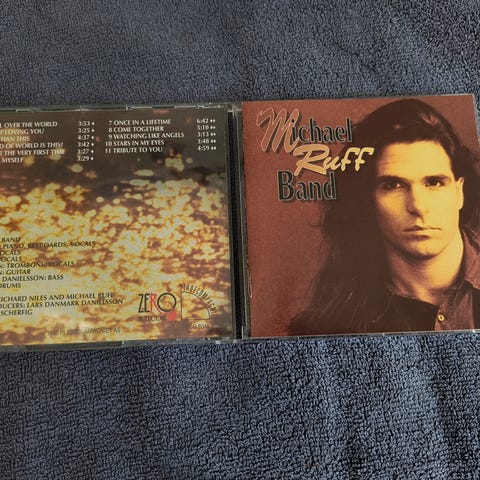 L OVER THE WORLD 3:53
F LOVING YOU 3:25
THAN THIS 4:37
D OF WORLD IS THIS? 3:42
R THE VERY FIRST TIME 3:27
MYSELF 3:29
7 ONCE IN A LIFETIME 6:42
8 COME TOGETHER 5:10
9 WATCHING LIKE ANGELS 3:13
10 STARS IN MY EYES 3:48
11 TRIBUTE TO YOU 4:59
BAND
PIANO, KEYBOARDS, VOCALS
VOCALS
VOCALS
N: TROMBONE, VOCALS
N: GUITAR
DANIELSSON: BASS
DRUMS
RICHARD NILES AND MICHAEL RUFF
DUCERS: LARS DANMARK DANIELSSON
SCHERFIG
ZERO
Michael
Ruff
Band